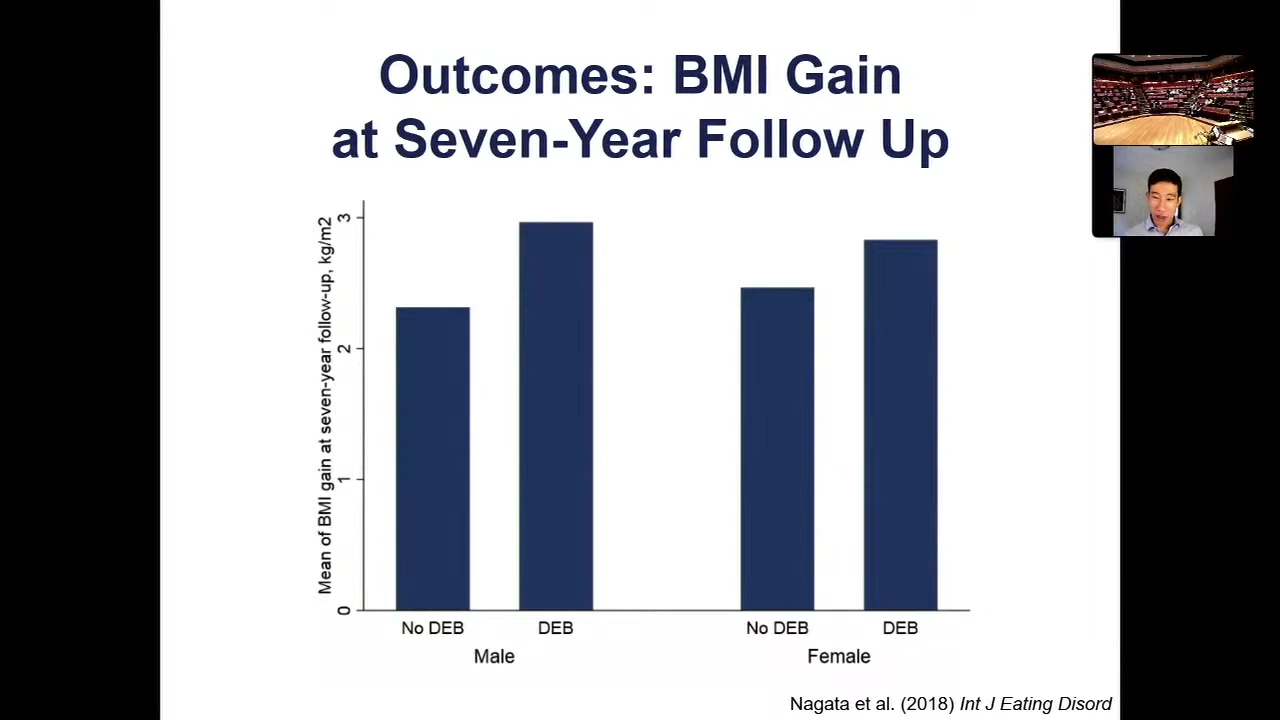 Outcomes: BMI Gain
at Seven-Year Follow Up
Mean of BMI gain at seven-year follow-up, kg/m2
3
2
1
0
No DEB
DEB
No DEB
DEB
Male
Female
Nagata et al. (2018) Int J Eating Disord